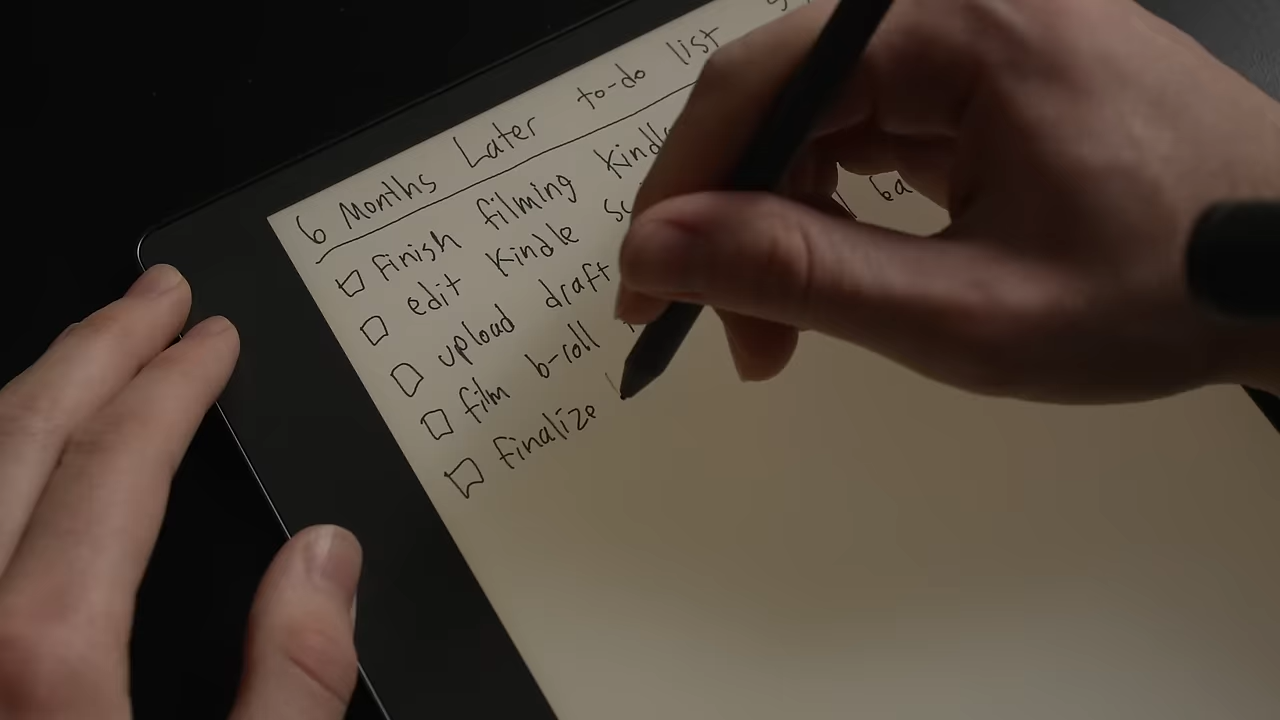 6 Months Later to-do list
finish filming kindle
edit Kindle
upload draft
film b-roll
finalize